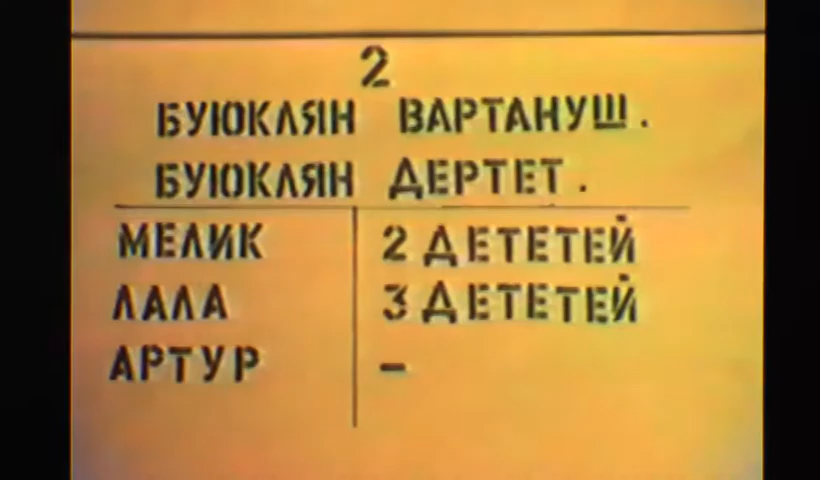 2
БУЮКЛЯН ВАРТАНУШ.
БУЮКЛЯН ДЕРТЕТ.
МЕЛИК 2 ДЕТЕТЕЙ
ЛАЛА 3 ДЕТЕТЕЙ
АРТУР –